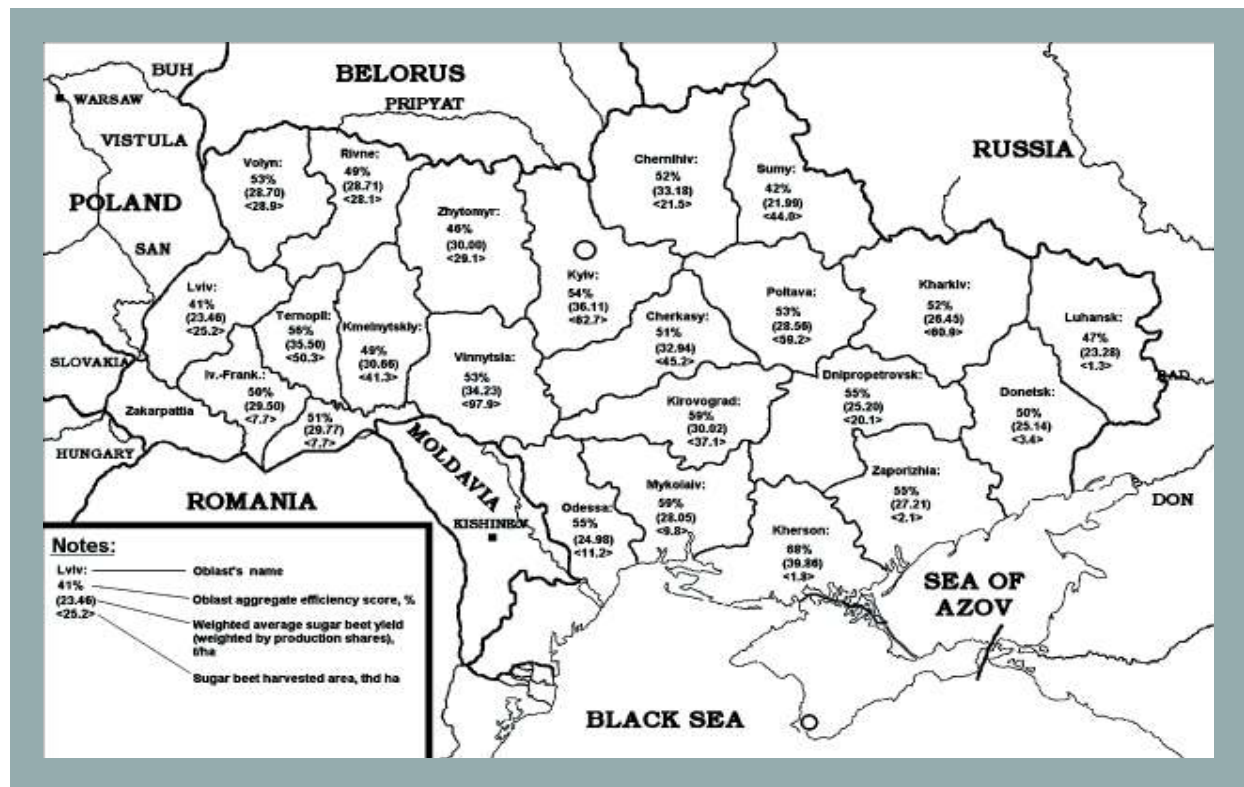 BUH
BELORUS
WARSAW
PRIPYAT
VISTULA
RUSSIA
POLAND
SAN
Volyn:
53%
(28.70)
<28.9>
Rivne:
49%
(28.71)
<28.1>
Zhytomyr:
46%
(30.00)
<29.1>
Chernihiv:
52%
(33.18)
<21.5>
Sumy:
42%
(21.99)
<44.0>
Kyiv:
54%
(36.11)
<62.7>
Lviv:
41%
(23.46)
<25.2>
Ternopil:
56%
(35.50)
<50.3>
Kmelnytskiy:
49%
(30.66)
<41.3>
Vinnytsia:
53%
(34.23)
<97.9>
Cherkasy:
51%
(32.94)
<45.2>
Poltava:
53%
(28.56)
<59.2>
Kharkiv:
52%
(26.45)
<60.9>
Luhansk:
47%
(23.28)
<1.3>
SLOVAKIA
Iv.-Frank.:
50%
(29.50)
<7.7>
Zakarpattia
51%
(29.77)
<7.7>
Kirovograd:
59%
(30.02)
<37.1>
Dnipropetrovsk:
55%
(25.20)
<20.1>
Donetsk:
50%
(25.14)
<3.4>
HUNGARY
MOLDAVIA
ROMANIA
KISHINEV
Odessa:
55%
(24.98)
<11.2>
Mykolaiv:
59%
(28.05)
<9.8>
Kherson:
68%
(39.86)
<1.8>
Zaporizhia:
55%
(27.21)
<2.1>
DON
SEA OF
AZOV
BLACK SEA
Notes:
Lviv:
41%
(23.46)
<25.2>
Oblast's name
Oblast aggregate efficiency score, %
Weighted average sugar beet yield
(weighted by production shares),
t/ha
Sugar beet harvested area, thd ha